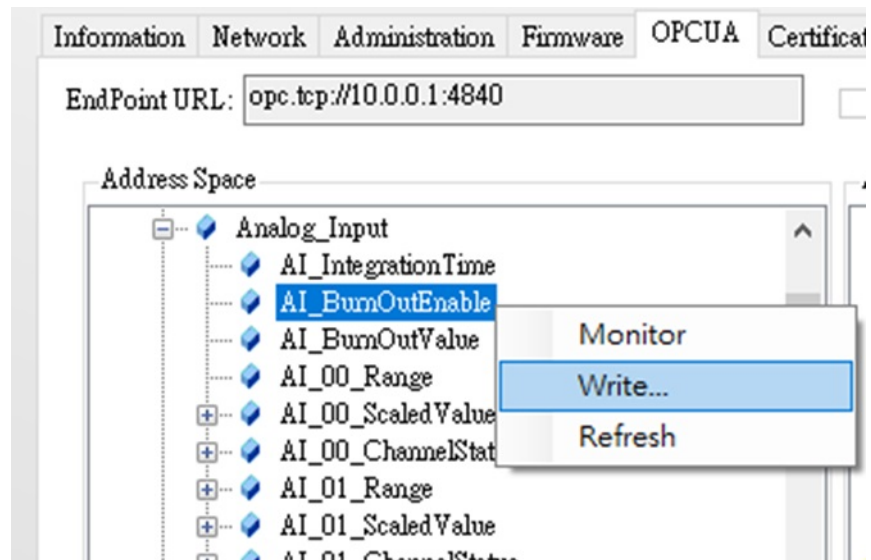 Information Network Administration Firmware OPCUA
EndPoint URL: opc.tcp://10.0.0.1:4840
Address Space
Analog_Input
AI_IntegrationTime
AI_BurnOutEnable
Monitor
AI_BurnOutValue
Write...
AI_00_Range
AI_00_ScaledValue
Refresh
AI_01_Range
AI_01_ScaledValue